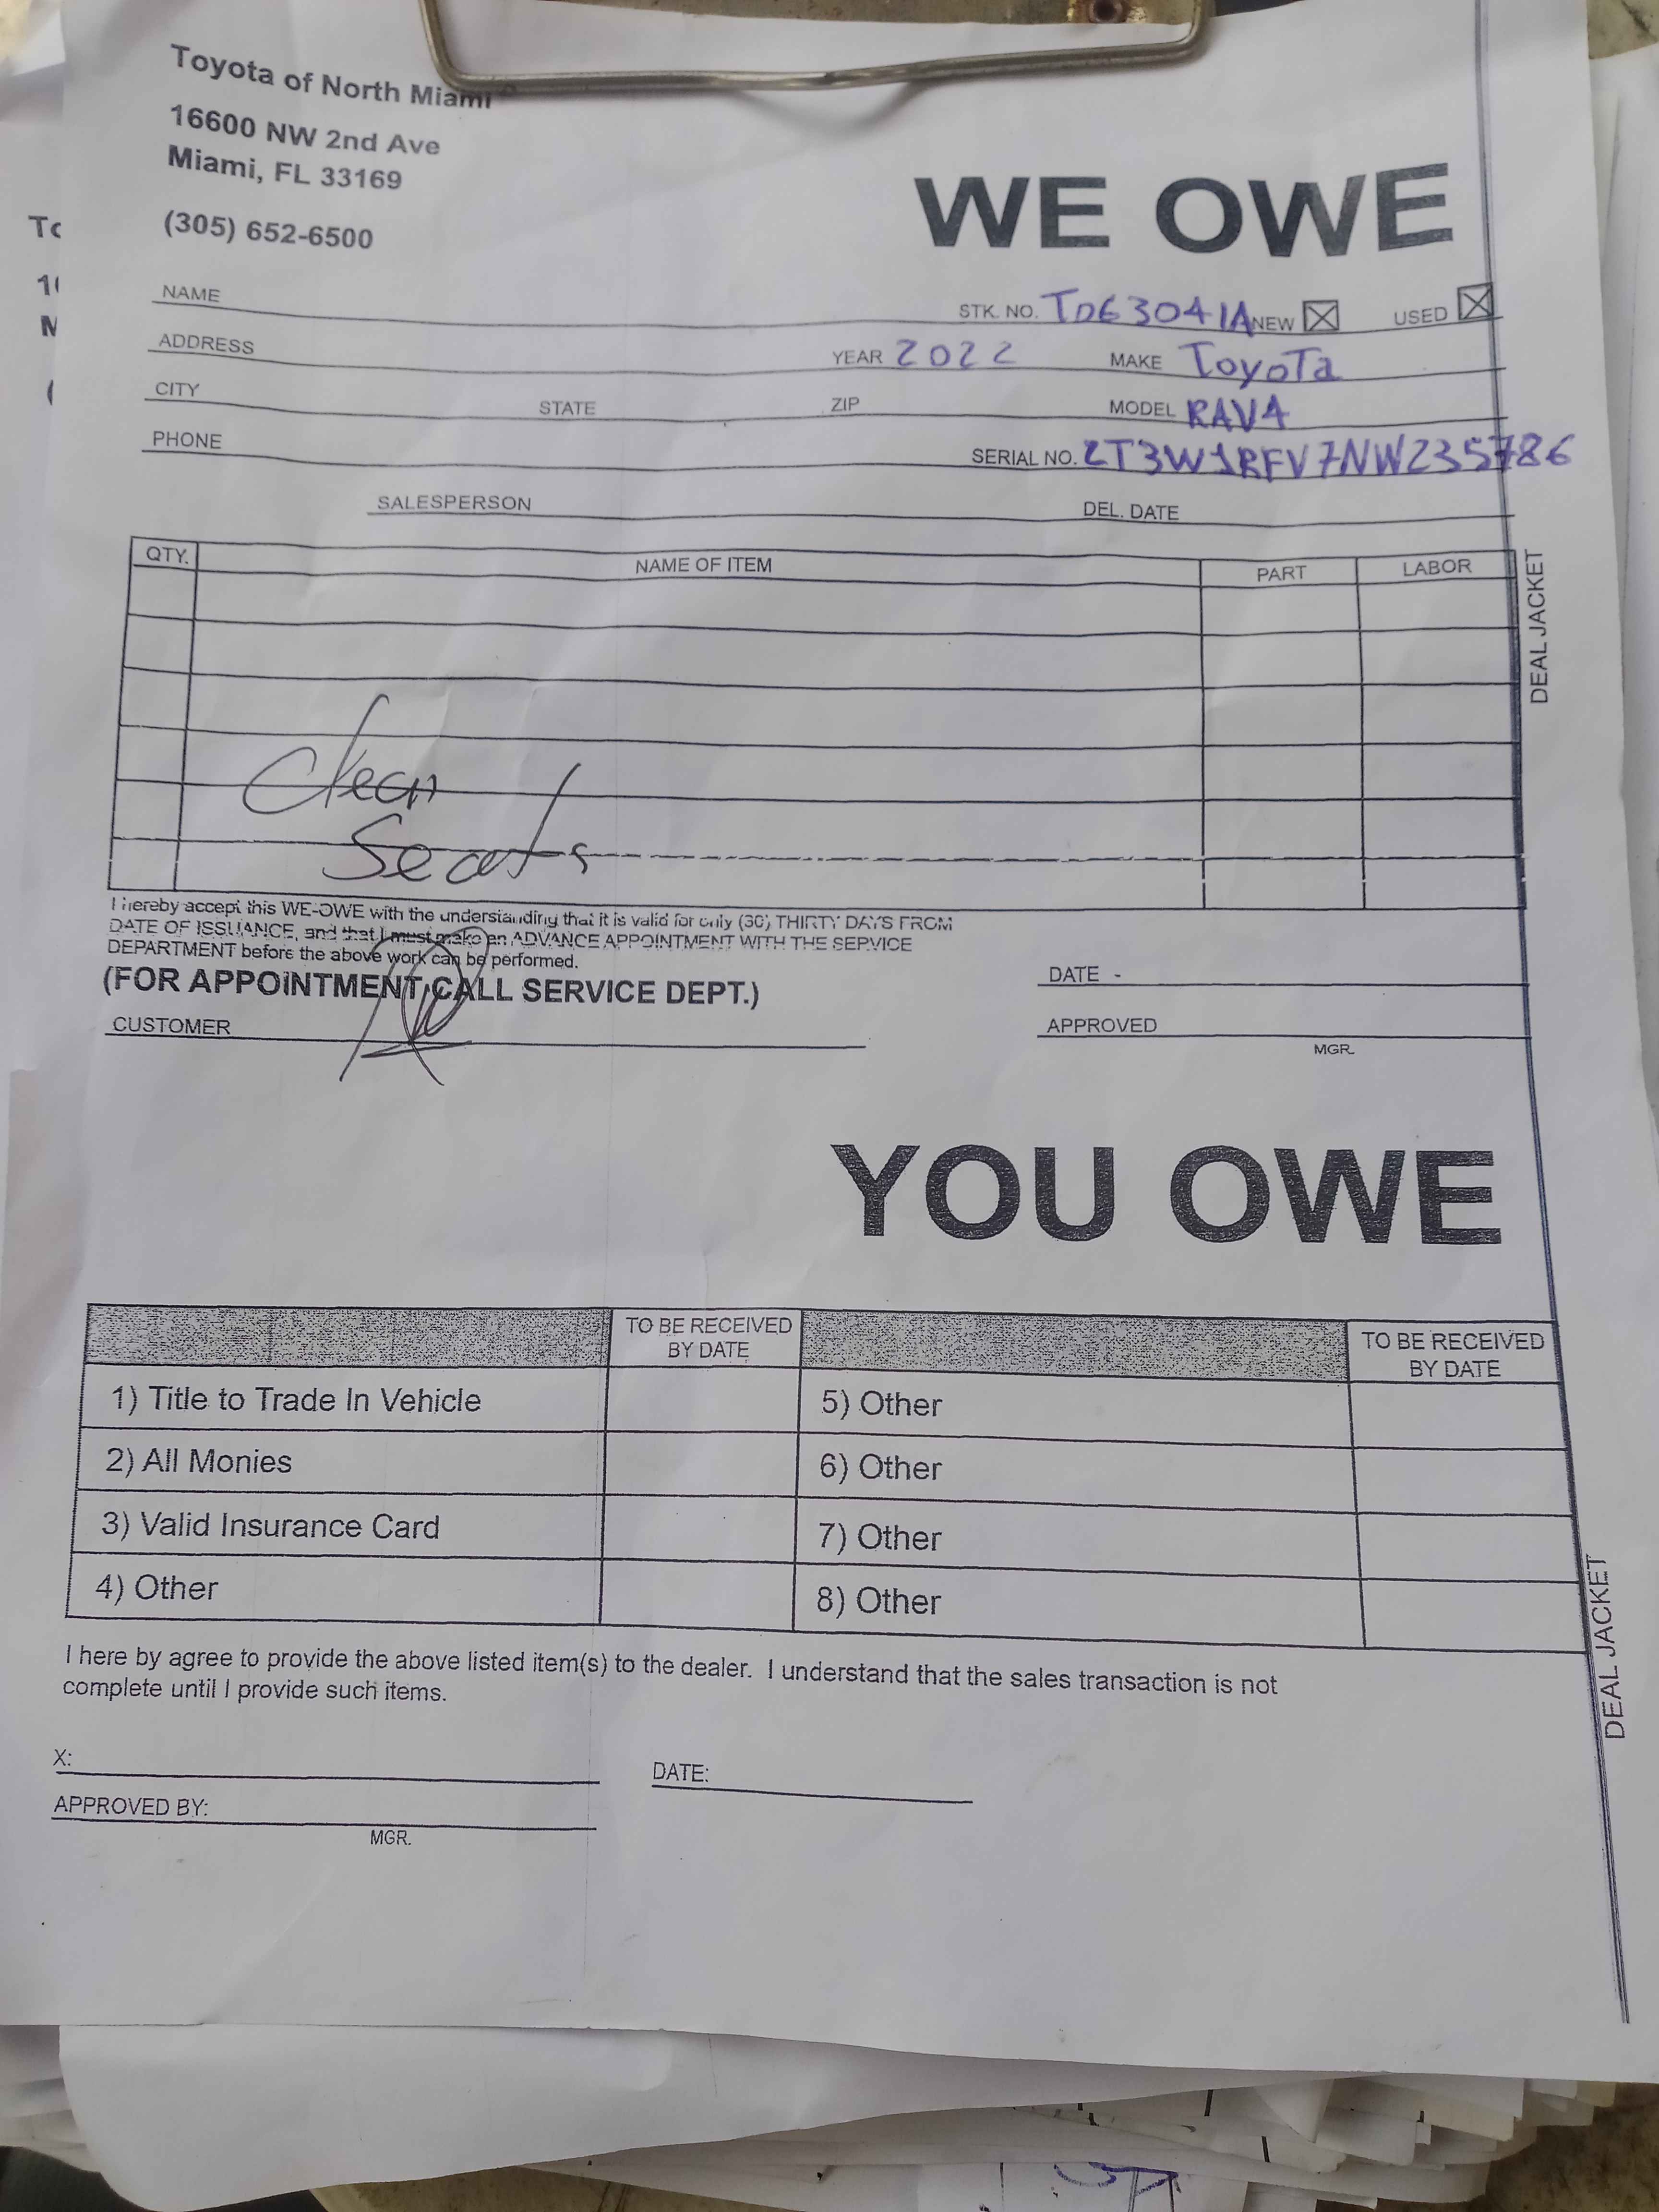 Toyota of North Miami
16600 NW 2nd Ave
Miami, FL 33169
(305) 652-6500
WE OWE
NAME
STK. NO. TD63041A NEW ☒ USED ☒
ADDRESS YEAR 2022 MAKE Toyota
CITY STATE ZIP MODEL RAV4
PHONE SERIAL NO. 2T3W1RFV7NW235786
SALESPERSON DEL. DATE
QTY. NAME OF ITEM PART LABOR
Clean
Seats
I hereby accept this WE-OWE with the understanding that it is valid for only (30) THIRTY DAYS FROM
DATE OF ISSUANCE, and that I must make an ADVANCE APPOINTMENT WITH THE SERVICE
DEPARTMENT before the above work can be performed.
(FOR APPOINTMENT CALL SERVICE DEPT.)
DATE -
CUSTOMER
APPROVED
MGR.
DEAL JACKET
YOU OWE
TO BE RECEIVED BY DATE TO BE RECEIVED BY DATE
1) Title to Trade In Vehicle 5) Other
2) All Monies 6) Other
3) Valid Insurance Card 7) Other
4) Other 8) Other
I here by agree to provide the above listed item(s) to the dealer. I understand that the sales transaction is not
complete until I provide such items.
X: DATE:
APPROVED BY:
MGR.
DEAL JACKET